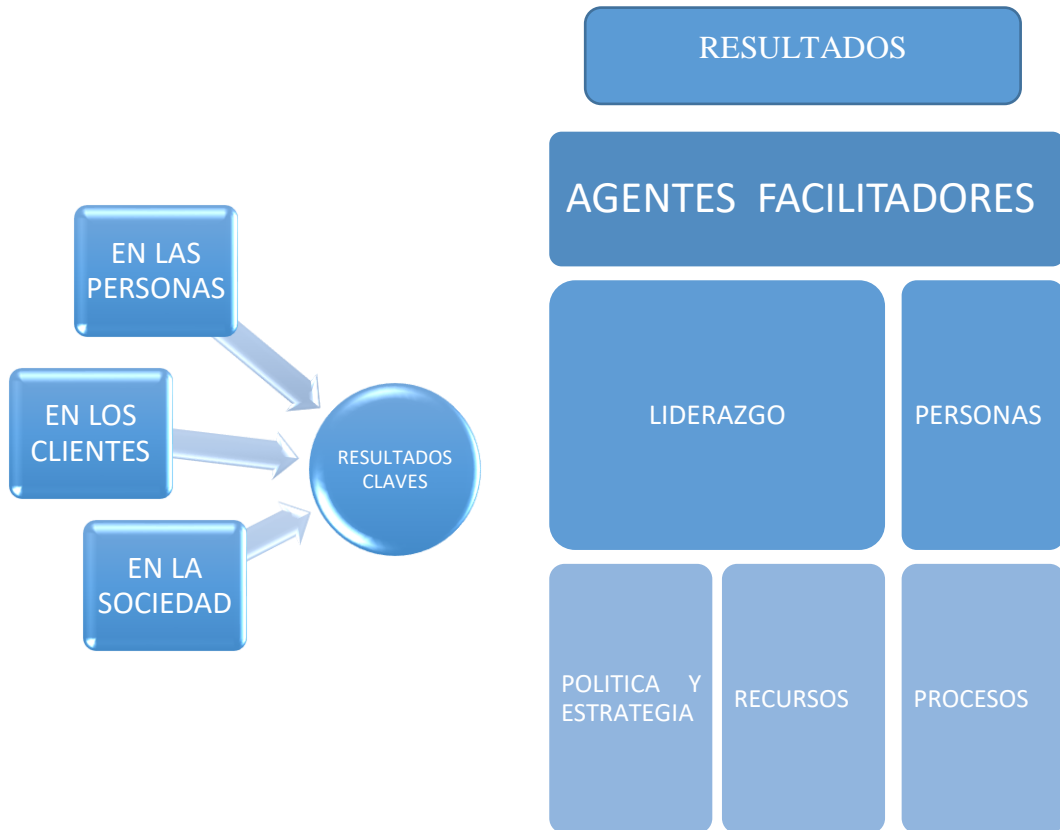 RESULTADOS
AGENTES FACILITADORES
EN LAS
PERSONAS
EN LOS
CLIENTES
EN LA
SOCIEDAD
RESULTADOS
CLAVES
LIDERAZGO
PERSONAS
POLITICA Y
ESTRATEGIA
RECURSOS
PROCESOS